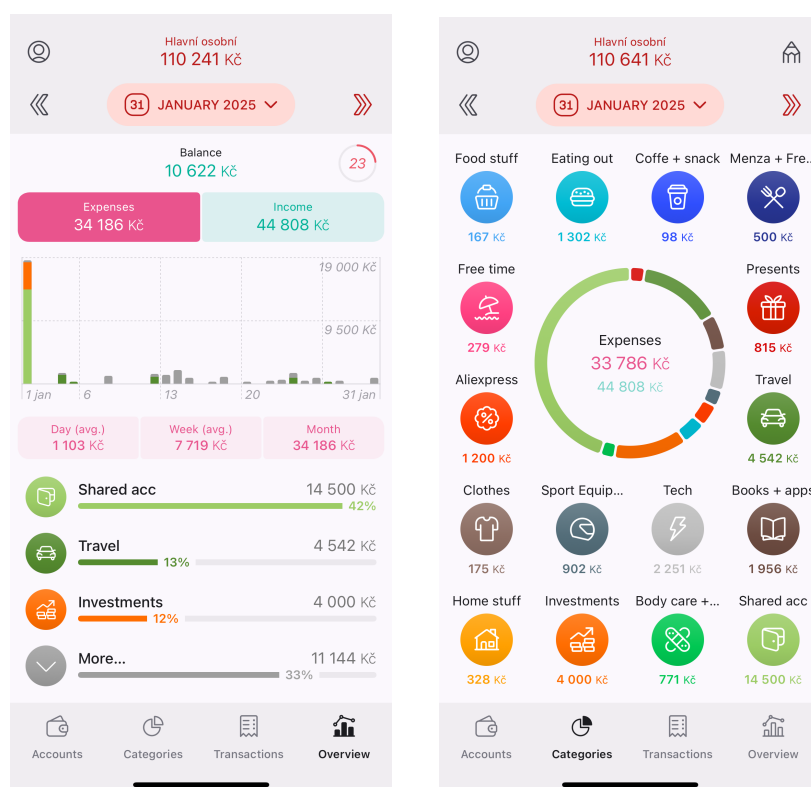 Hlavní osobní
110 241 Kč
31 JANUARY 2025
Balance
10 622 Kč
23
Expenses
34 186 Kč
Income
44 808 Kč
19 000 Kč
9 500 Kč
1 jan 6 13 20 31 jan
Day (avg.)
1 103 Kč
Week (avg.)
7 719 Kč
Month
34 186 Kč
Shared acc 14 500 Kč
42%
Travel 4 542 Kč
13%
Investments 4 000 Kč
12%
More... 11 144 Kč
33%
Accounts Categories Transactions Overview
Hlavní osobní
110 641 Kč
31 JANUARY 2025
Food stuff Eating out Coffe + snack Menza + Fre..
167 Kč 1 302 Kč 98 Kč 500 Kč
Free time Presents
279 Kč 815 Kč
Expenses
33 786 Kč
44 808 Kč
Aliexpress Travel
1 200 Kč 4 542 Kč
Clothes Sport Equip... Tech Books + apps
175 Kč 902 Kč 2 251 Kč 1 956 Kč
Home stuff Investments Body care +... Shared acc
328 Kč 4 000 Kč 771 Kč 14 500 Kč
Accounts Categories Transactions Overview